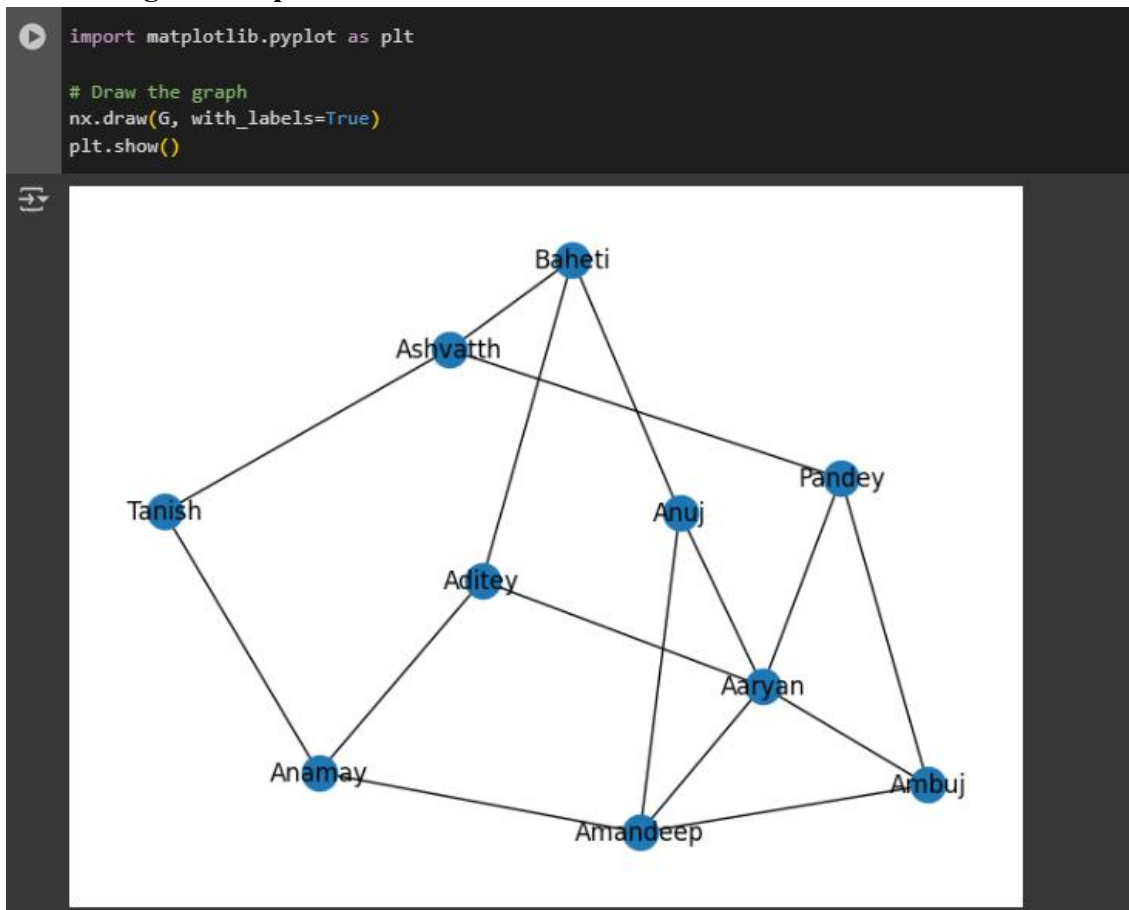 import matplotlib.pyplot as plt
# Draw the graph
nx.draw(G, with_labels=True)
plt.show()
Baheti
Ashvatth
Pandey
Tanish
Anuj
Aditey
Aaryan
Anamay
Ambuj
Amandeep